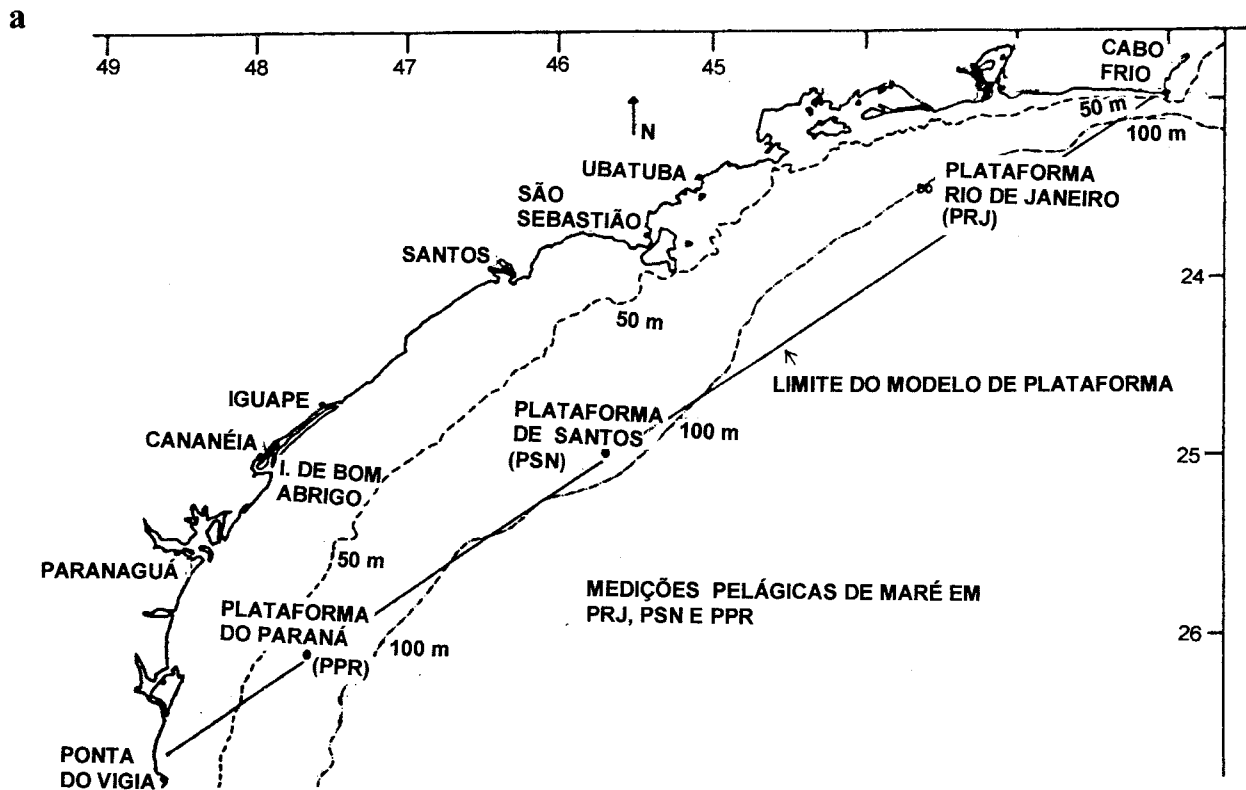 a
49
48
47
46
45
CABO
FRIO
50 m
100 m
N
UBATUBA
PLATAFORMA
RIO DE JANEIRO
(PRJ)
SÃO
SEBASTIÃO
SANTOS
24
50 m
LIMITE DO MODELO DE PLATAFORMA
IGUAPE
PLATAFORMA
DE SANTOS
(PSN)
100 m
CANANÉIA
25
I. DE BOM
ABRIGO
50 m
PARANAGUÁ
MEDIÇÕES PELÁGICAS DE MARÉ EM
PRJ, PSN E PPR
PLATAFORMA
DO PARANÁ
(PPR)
100 m
26
PONTA
DO VIGIA